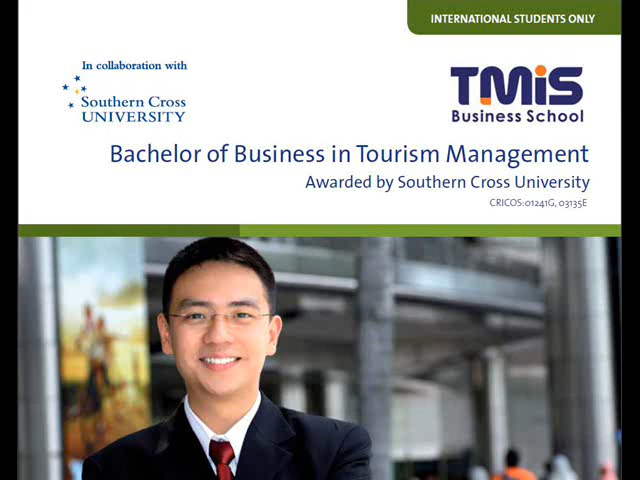 INTERNATIONAL STUDENTS ONLY
In collaboration with
Southern Cross
UNIVERSITY
TMiS
Business School
Bachelor of Business in Tourism Management
Awarded by Southern Cross University
CRICOS:01241G, 03135E